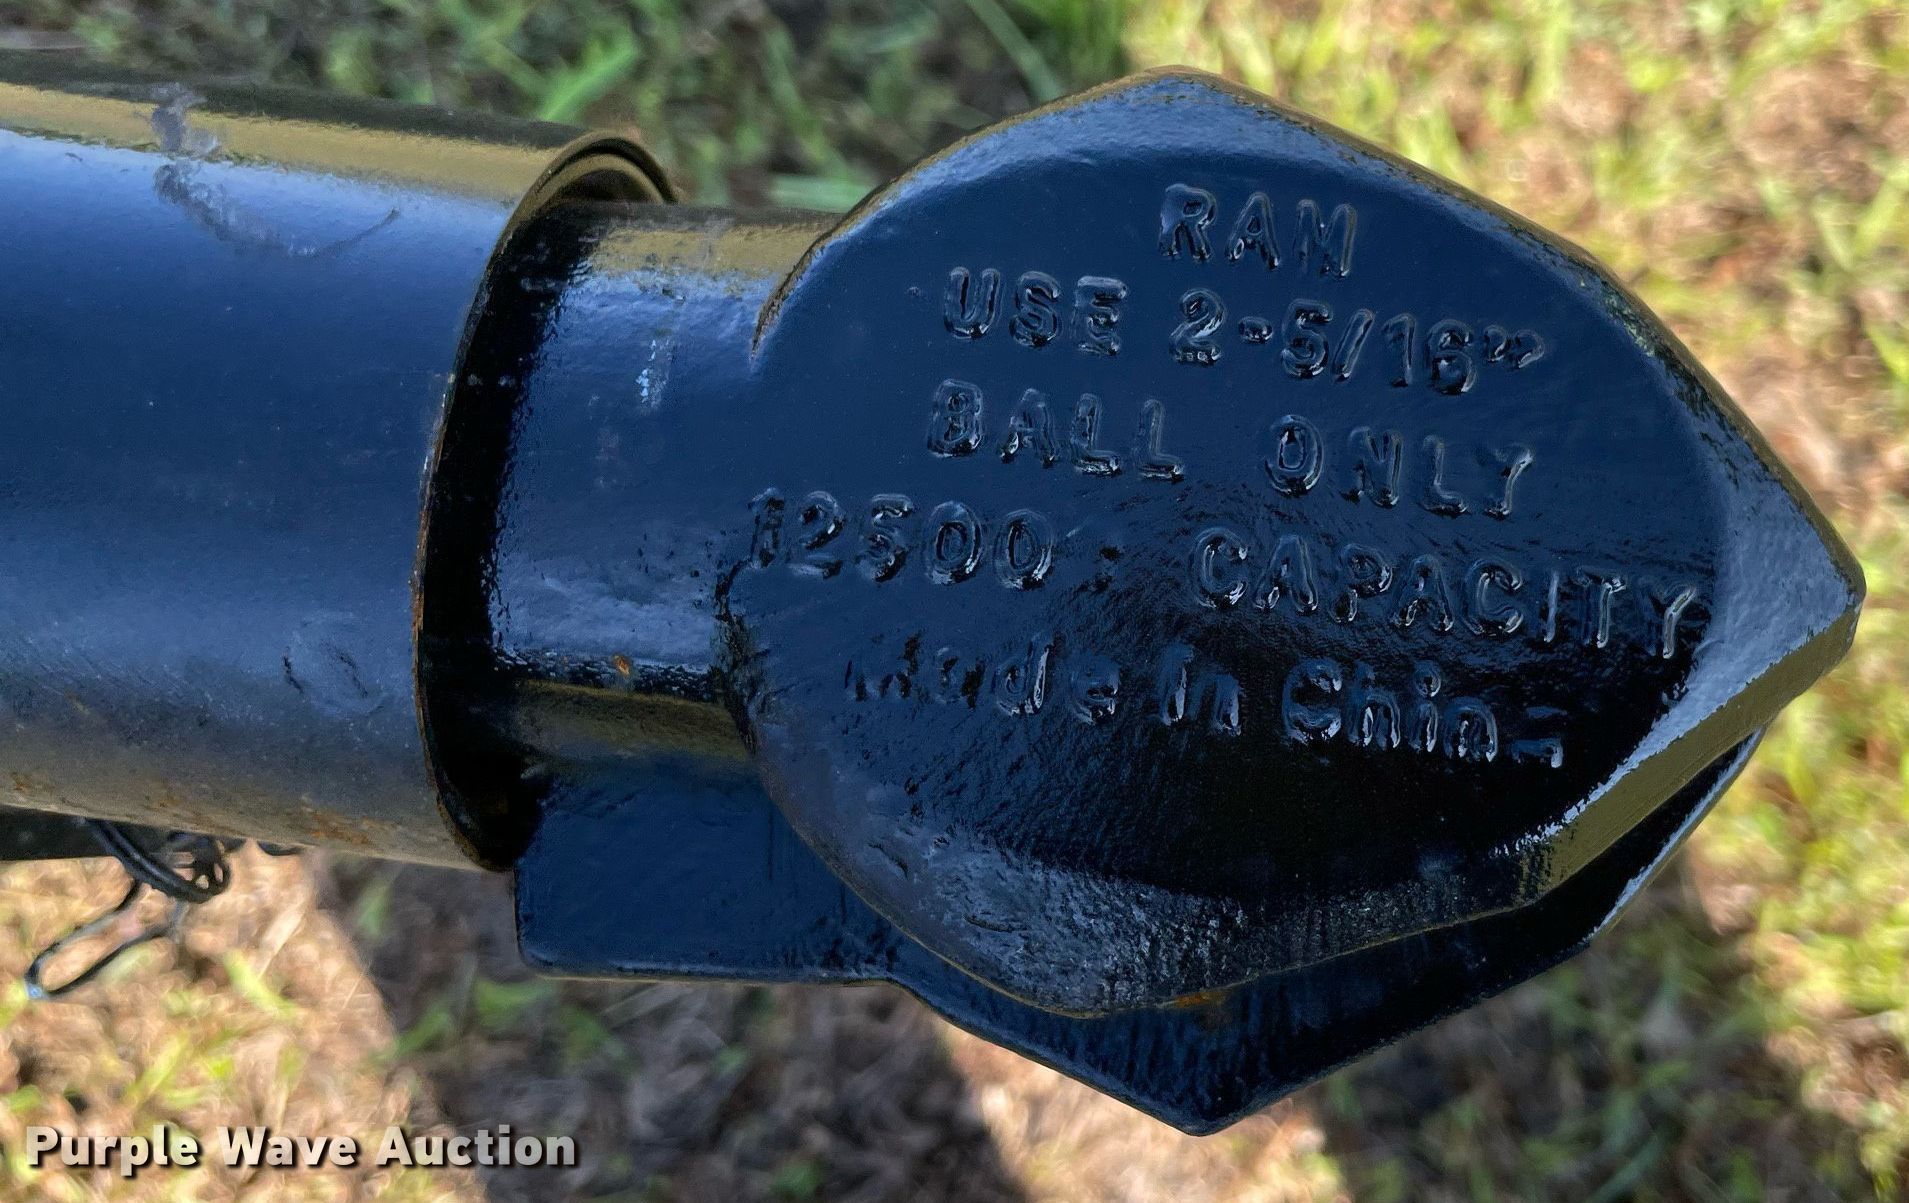 RAM
USE 2-5/16"
BALL ONLY
12500 CAPACITY
Made in China
Purple Wave Auction